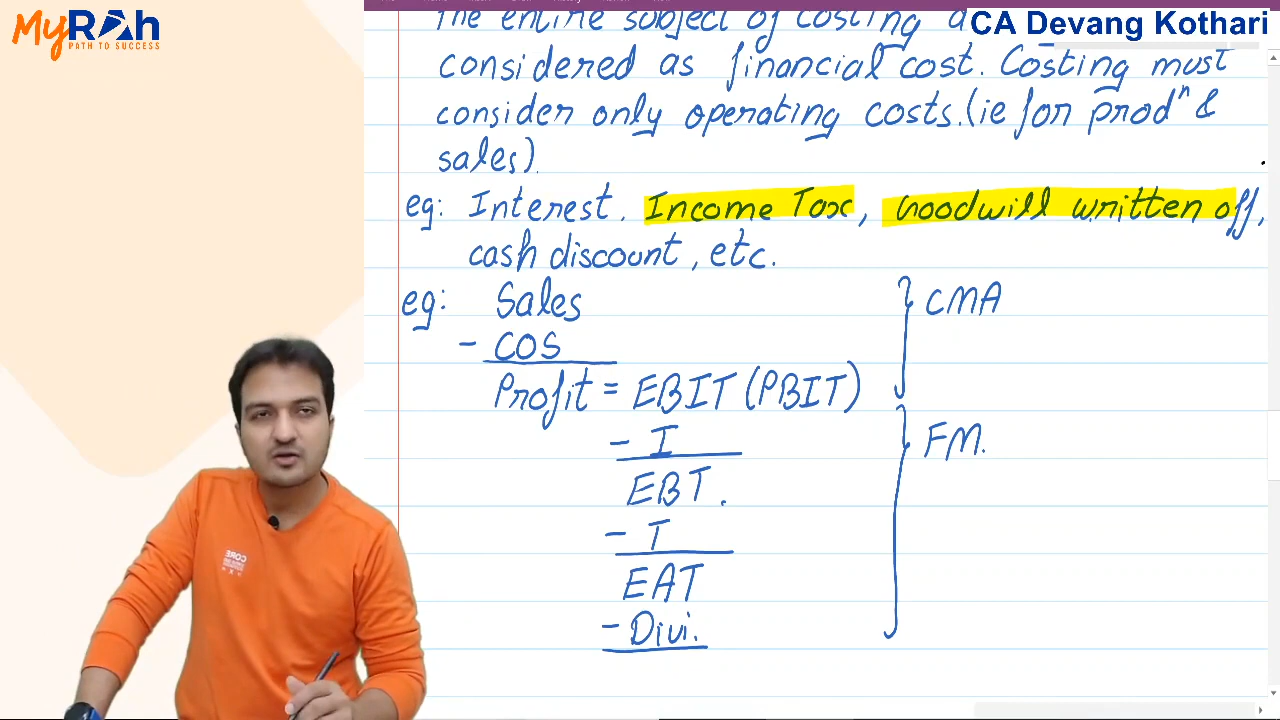 MyRAh
PATH TO SUCCESS
CA Devang Kothari
The entire subject of costing
considered as financial cost. Costing must
consider only operating costs.(ie for prodⁿ &
sales).
eg: Interest, Income Tax, Goodwill written off,
cash discount, etc.
eg: Sales } CMA
- COS
Profit = EBIT (PBIT)
- I } FM.
EBT.
- T
EAT
- Divi.
CORE